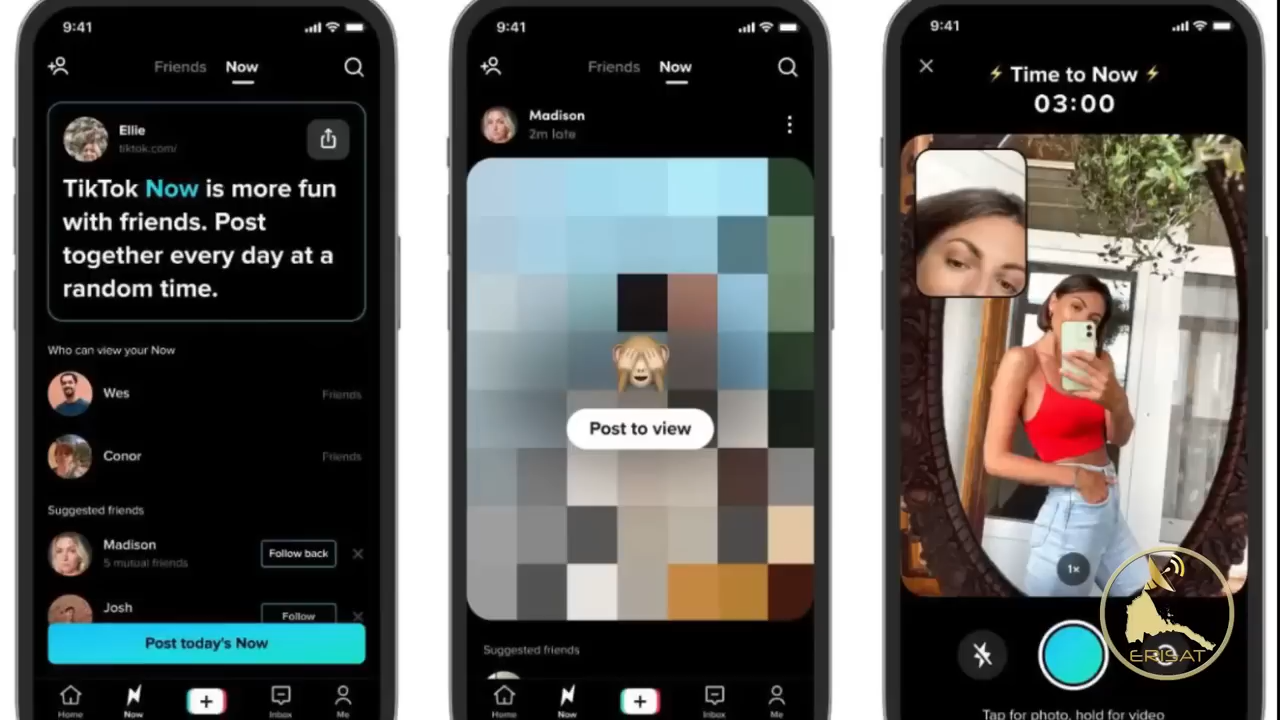 9:41
Friends Now
Ellie
tiktok.com/
TikTok Now is more fun
with friends. Post
together every day at a
random time.
Who can view your Now
Wes Friends
Conor Friends
Suggested friends
Madison
5 mutual friends
Follow back
Josh
Follow
Post today's Now
Home Now Inbox Me
9:41
Friends Now
Madison
2m late
Post to view
Suggested friends
Home Now Inbox Me
9:41
Time to Now
03:00
1×
ERISAT
Tap for photo, hold for video